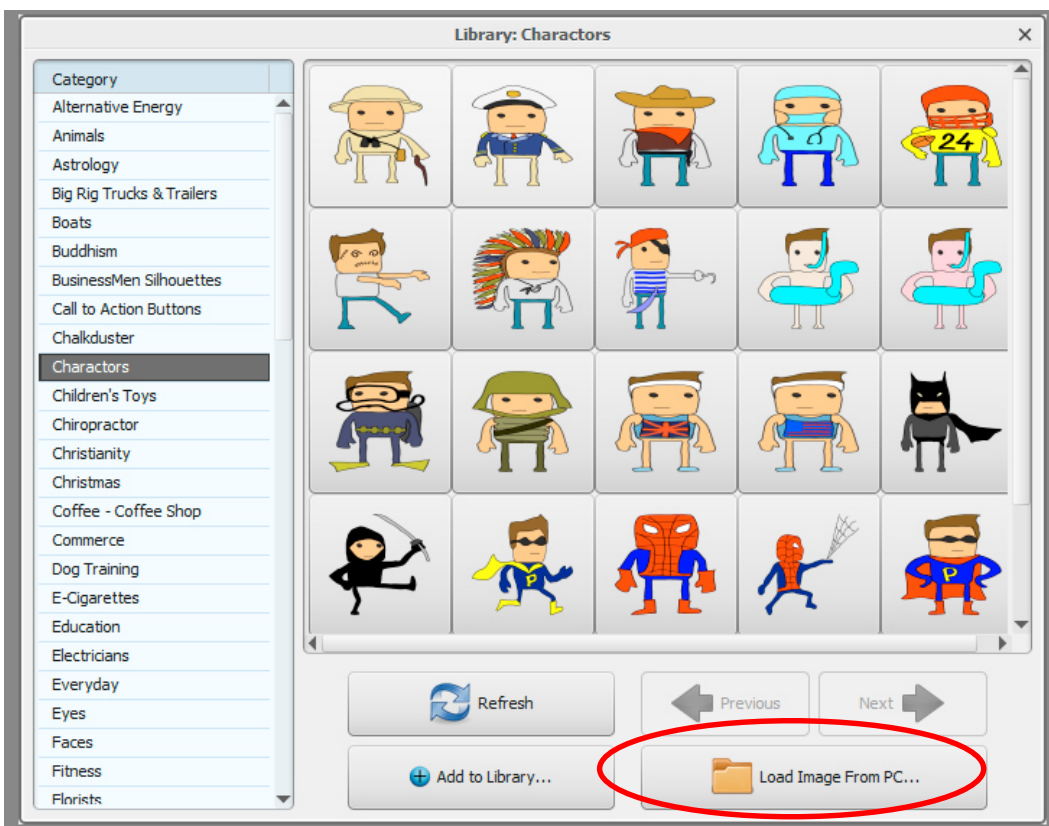 Library: Charactors
Category
Alternative Energy
Animals
Astrology
Big Rig Trucks & Trailers
Boats
Buddhism
BusinessMen Silhouettes
Call to Action Buttons
Chalkduster
Charactors
Children's Toys
Chiropractor
Christianity
Christmas
Coffee - Coffee Shop
Commerce
Dog Training
E-Cigarettes
Education
Electricians
Everyday
Eyes
Faces
Fitness
Florists
24
P
P
Refresh
Previous
Next
Add to Library...
Load Image From PC...